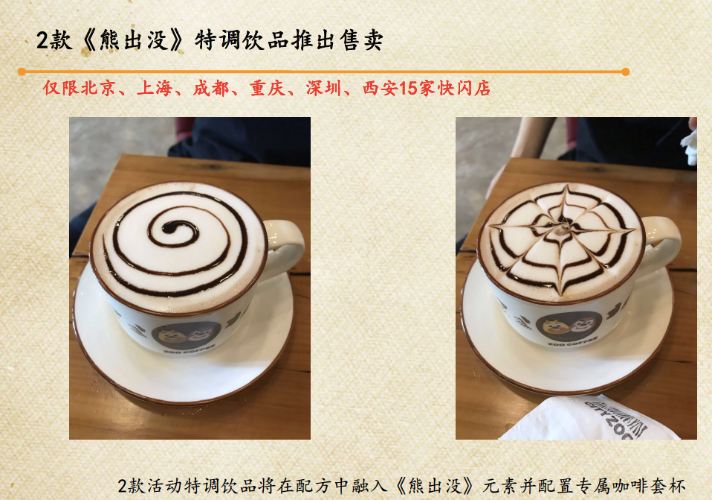 2款《熊出没》特调饮品推出售卖
仅限北京、上海、成都、重庆、深圳、西安15家快闪店
ZOO COFFEE
CITYZOO
2款活动特调饮品将在配方中融入《熊出没》元素并配置专属咖啡套杯